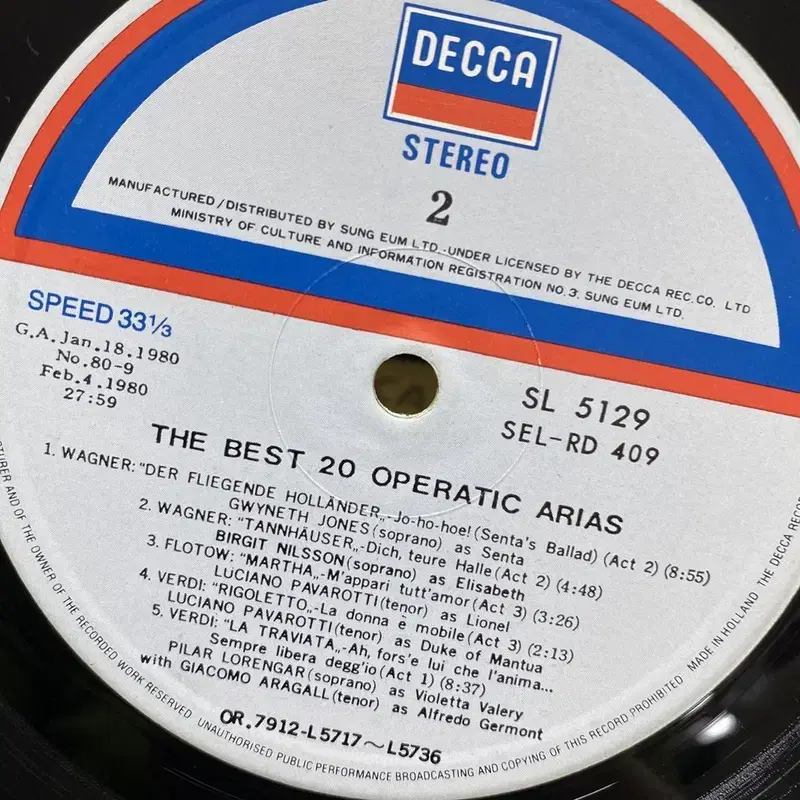 DECCA
STEREO
2
MANUFACTURED/DISTRIBUTED BY SUNG EUM LTD.-UNDER LICENSED BY THE DECCA REC.CO. LTD
MINISTRY OF CULTURE AND INFORMATION REGISTRATION NO.3. SUNG EUM LTD.
SPEED 33⅓
G.A.Jan.18.1980
No.80-9
Feb.4.1980
27:59
SL 5129
SEL-RD 409
THE BEST 20 OPERATIC ARIAS
1. WAGNER:"DER FLIEGENDE HOLLÄNDER„-Jo-ho-hoe!(Senta's Ballad)(Act 2)(8:55)
GWYNETH JONES(soprano) as Senta
2. WAGNER:"TANNHÄUSER„-Dich, teure Halle(Act 2)(4:48)
BIRGIT NILSSON(soprano) as Elisabeth
3. FLOTOW:"MARTHA„-M'appari tutt'amor(Act 3)(3:26)
LUCIANO PAVAROTTI(tenor) as Lionel
4. VERDI:"RIGOLETTO„-La donna è mobile(Act 3)(2:13)
LUCIANO PAVAROTTI(tenor) as Duke of Mantua
5. VERDI:"LA TRAVIATA„-Ah, fors'e lui che l'anima...
Sempre libera degg'io(Act 1)(8:37)
PILAR LORENGAR(soprano) as Violetta Valery
with GIACOMO ARAGALL(tenor) as Alfredo Germont
OR.7912-L5717~L5736
TURER AND OF THE OWNER OF THE RECORDED WORK RESERVED UNAUTHORISED PUBLIC PERFORMANCE BROADCASTING AND COPYING OF THIS RECORD PROHIBITED MADE IN HOLLAND THE DECCA RECO